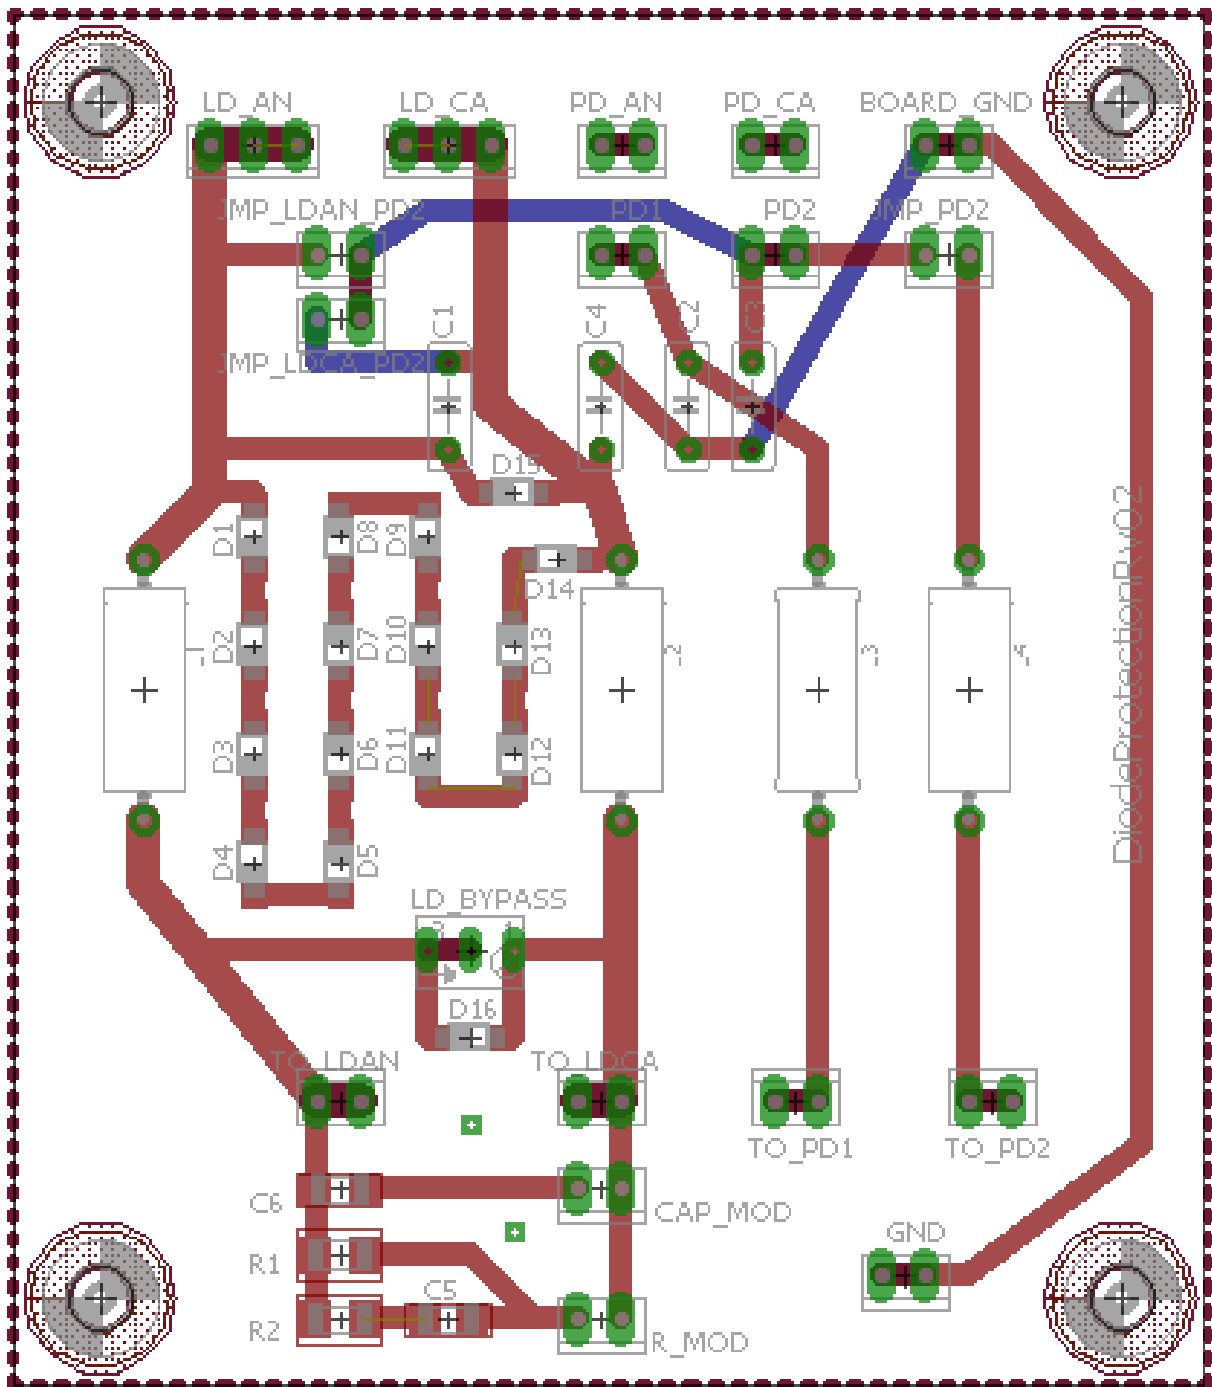 LD_AN LD_CA PD_AN PD_CA BOARD_GND
JMP_LDAN_PD2 PD1 PD2 JMP_PD2
C1 C4 C2 C3
JMP_LDCA_PD2
D15
D1 D8 D9
D14
D2 D7 D10 D13
3
D3 D6 D11 D12
D4 D5
DiodeProtectionRv02
LD_BYPASS
D16
TO_LDAN TO_LDCA
TO_PD1 TO_PD2
C6 CAP_MOD
GND
R1
C5
R2 R_MOD